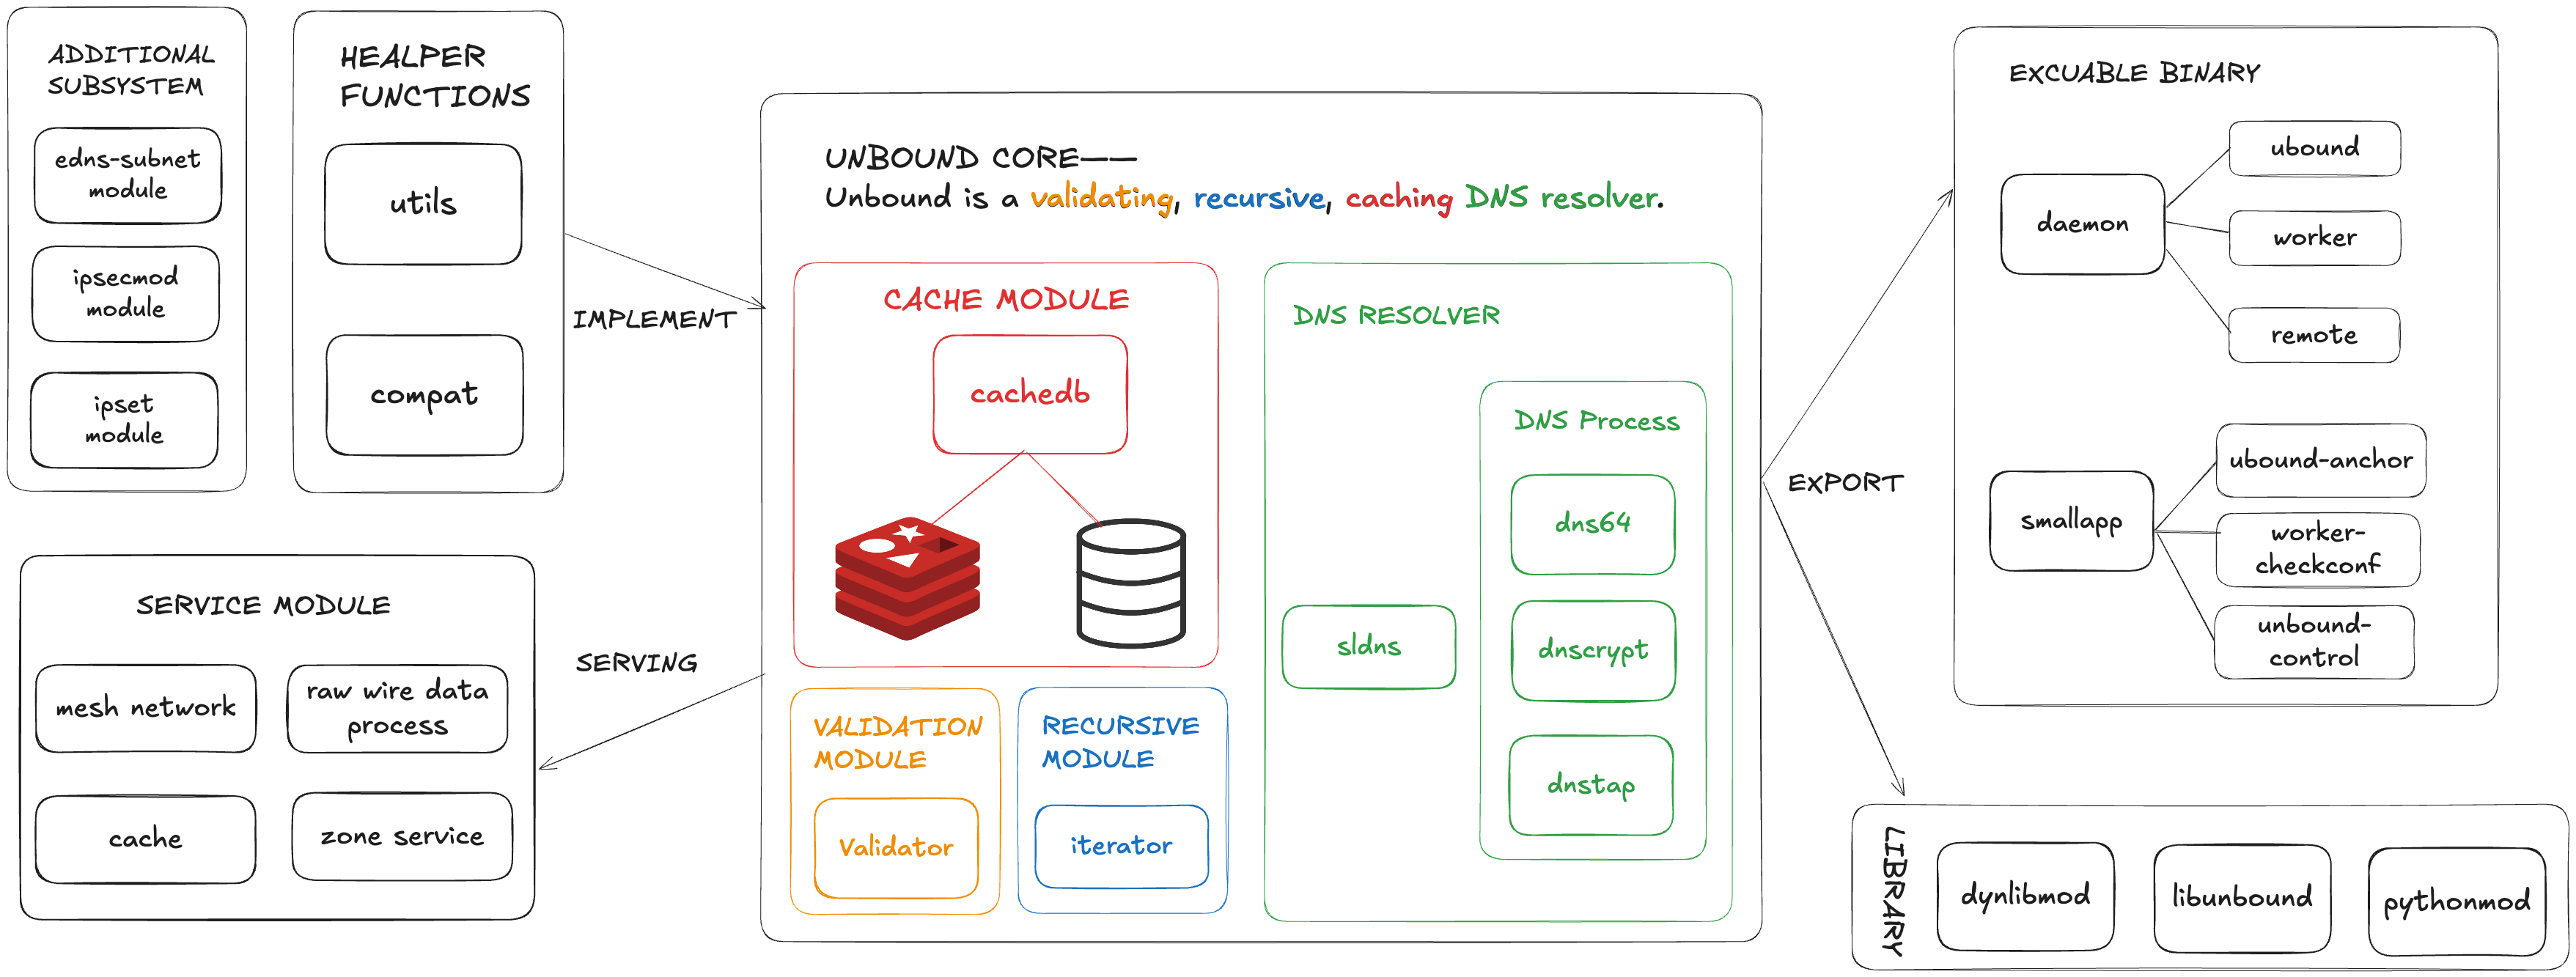 ADDITIONAL
SUBSYSTEM
edns-subnet
module
ipsecmod
module
ipset
module
HEALPER
FUNCTIONS
utils
compat
IMPLEMENT
SERVICE MODULE
mesh network
raw wire data
process
cache
zone service
SERVING
UNBOUND CORE——
Unbound is a validating, recursive, caching DNS resolver.
CACHE MODULE
cachedb
VALIDATION
MODULE
Validator
RECURSIVE
MODULE
iterator
DNS RESOLVER
sldns
DNS Process
dns64
dnscrypt
dnstap
EXPORT
EXCUABLE BINARY
daemon
ubound
worker
remote
smallapp
ubound-anchor
worker-
checkconf
unbound-
control
LIBRARY
dynlibmod
libunbound
pythonmod